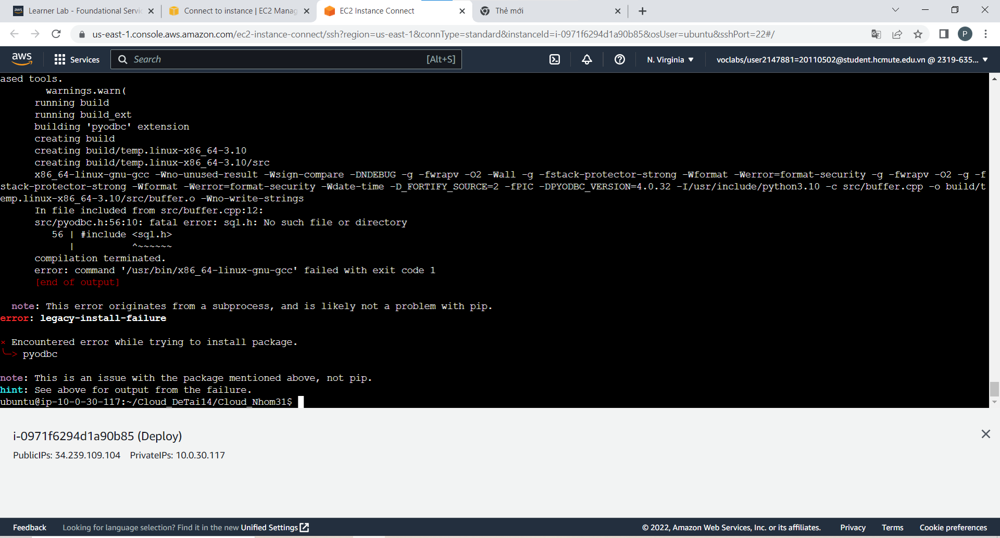 Learner Lab - Foundational Servic
Connect to instance | EC2 Manag
EC2 Instance Connect
Thẻ mới
us-east-1.console.aws.amazon.com/ec2-instance-connect/ssh?region=us-east-1&connType=standard&instanceId=i-0971f6294d1a90b85&osUser=ubuntu&sshPort=22#/
P
aws
Services
Search
[Alt+S]
N. Virginia
voclabs/user2147881=20110502@student.hcmute.edu.vn @ 2319-635...
ased tools.
warnings.warn(
running build
running build_ext
building 'pyodbc' extension
creating build
creating build/temp.linux-x86_64-3.10
creating build/temp.linux-x86_64-3.10/src
x86_64-linux-gnu-gcc -Wno-unused-result -Wsign-compare -DNDEBUG -g -fwrapv -O2 -Wall -g -fstack-protector-strong -Wformat -Werror=format-security -g -fwrapv -O2 -g -f
stack-protector-strong -Wformat -Werror=format-security -Wdate-time -D_FORTIFY_SOURCE=2 -fPIC -DPYODBC_VERSION=4.0.32 -I/usr/include/python3.10 -c src/buffer.cpp -o build/t
emp.linux-x86_64-3.10/src/buffer.o -Wno-write-strings
In file included from src/buffer.cpp:12:
src/pyodbc.h:56:10: fatal error: sql.h: No such file or directory
56 | #include <sql.h>
| ^~~~~~~
compilation terminated.
error: command '/usr/bin/x86_64-linux-gnu-gcc' failed with exit code 1
[end of output]
note: This error originates from a subprocess, and is likely not a problem with pip.
error: legacy-install-failure
× Encountered error while trying to install package.
╰─> pyodbc
note: This is an issue with the package mentioned above, not pip.
hint: See above for output from the failure.
ubuntu@ip-10-0-30-117:~/Cloud_DeTai14/Cloud_Nhom31$
i-0971f6294d1a90b85 (Deploy)
PublicIPs: 34.239.109.104 PrivateIPs: 10.0.30.117
Feedback
Looking for language selection? Find it in the new Unified Settings
© 2022, Amazon Web Services, Inc. or its affiliates.
Privacy
Terms
Cookie preferences